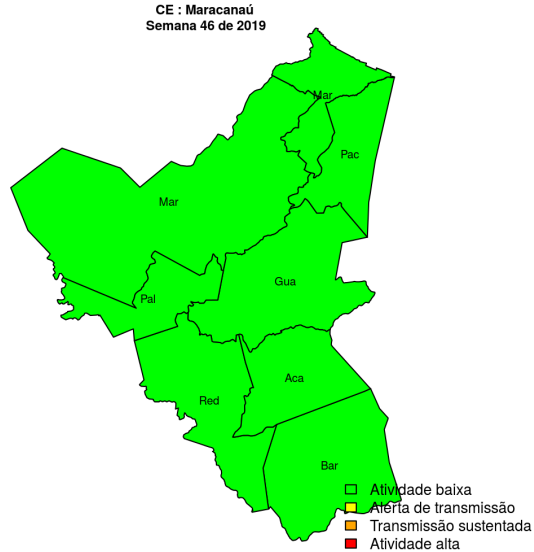 CE : Maracanaú
Semana 46 de 2019
Mar
Pac
Mar
Gua
Pal
Aca
Red
Bar
Atividade baixa
Alerta de transmissão
Transmissão sustentada
Atividade alta